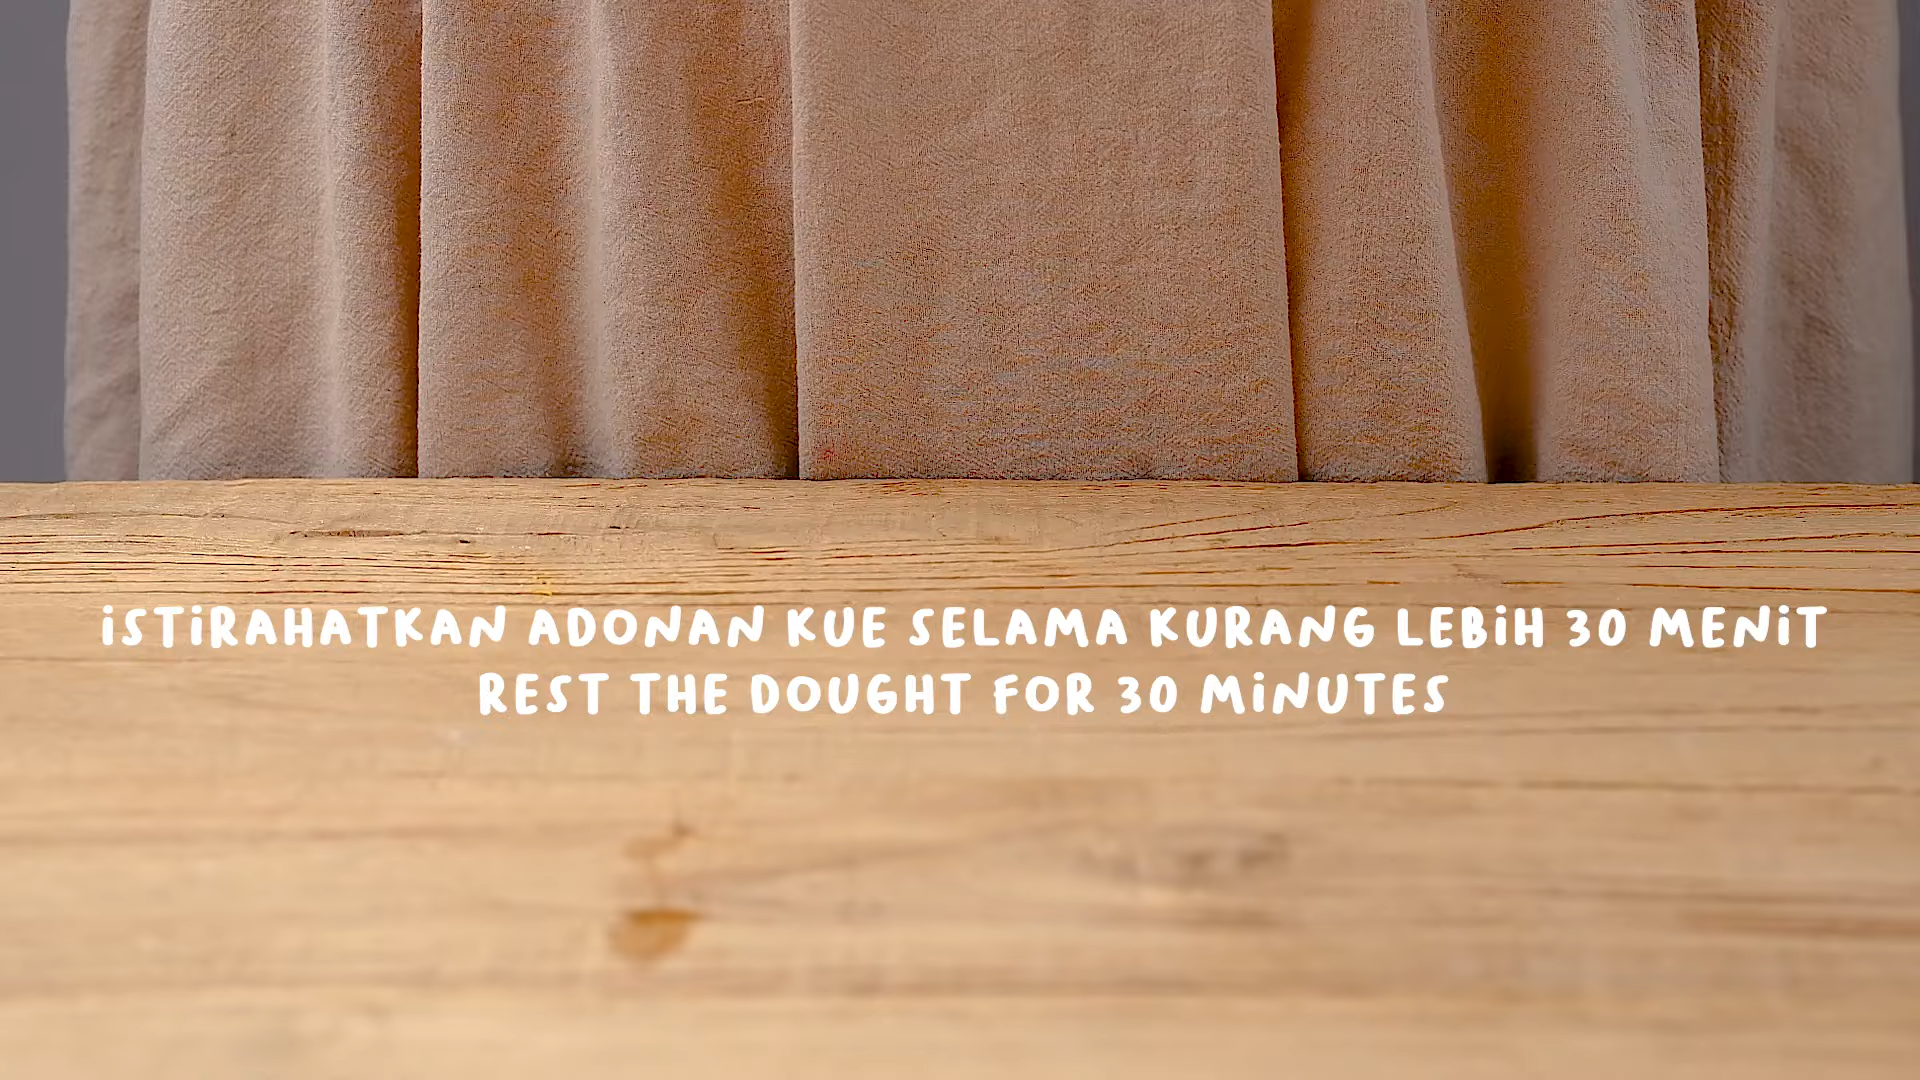 iSTiRAHATKAN ADONAN KUE SELAMA KURANG LEBiH 30 MENiT
REST THE DOUGHT FOR 30 MiNUTES